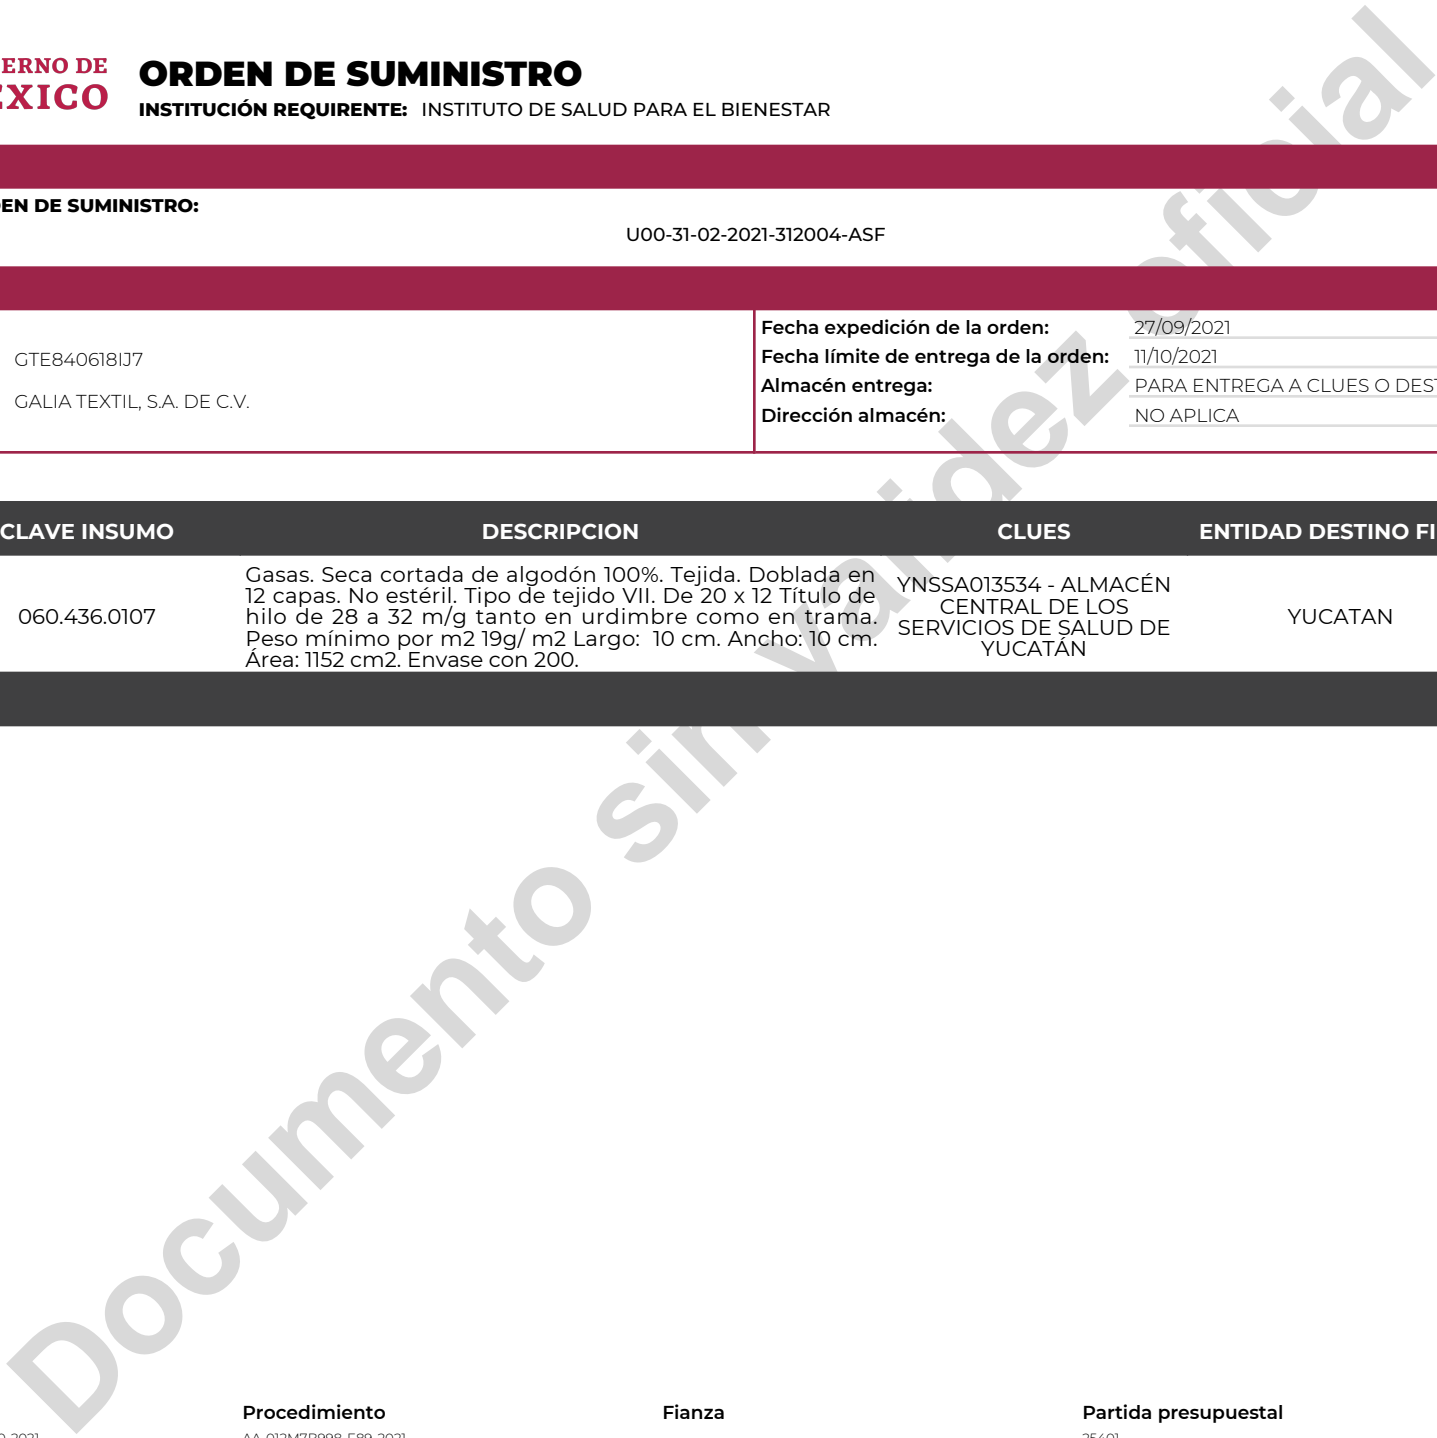 ERNO DE
EXICO
ORDEN DE SUMINISTRO
INSTITUCIÓN REQUIRENTE: INSTITUTO DE SALUD PARA EL BIENESTAR
EN DE SUMINISTRO:
U00-31-02-2021-312004-ASF
GTE840618IJ7
GALIA TEXTIL, S.A. DE C.V.
Fecha expedición de la orden: 27/09/2021
Fecha límite de entrega de la orden: 11/10/2021
Almacén entrega: PARA ENTREGA A CLUES O DEST
Dirección almacén: NO APLICA
CLAVE INSUMO DESCRIPCION CLUES ENTIDAD DESTINO FI
060.436.0107
Gasas. Seca cortada de algodón 100%. Tejida. Doblada en
12 capas. No estéril. Tipo de tejido VII. De 20 x 12 Título de
hilo de 28 a 32 m/g tanto en urdimbre como en trama.
Peso mínimo por m2 19g/ m2 Largo: 10 cm. Ancho: 10 cm.
Área: 1152 cm2. Envase con 200.
YNSSA013534 - ALMACÉN
CENTRAL DE LOS
SERVICIOS DE SALUD DE
YUCATÁN
YUCATAN
Documento sin validez oficial
Procedimiento Fianza Partida presupuestal